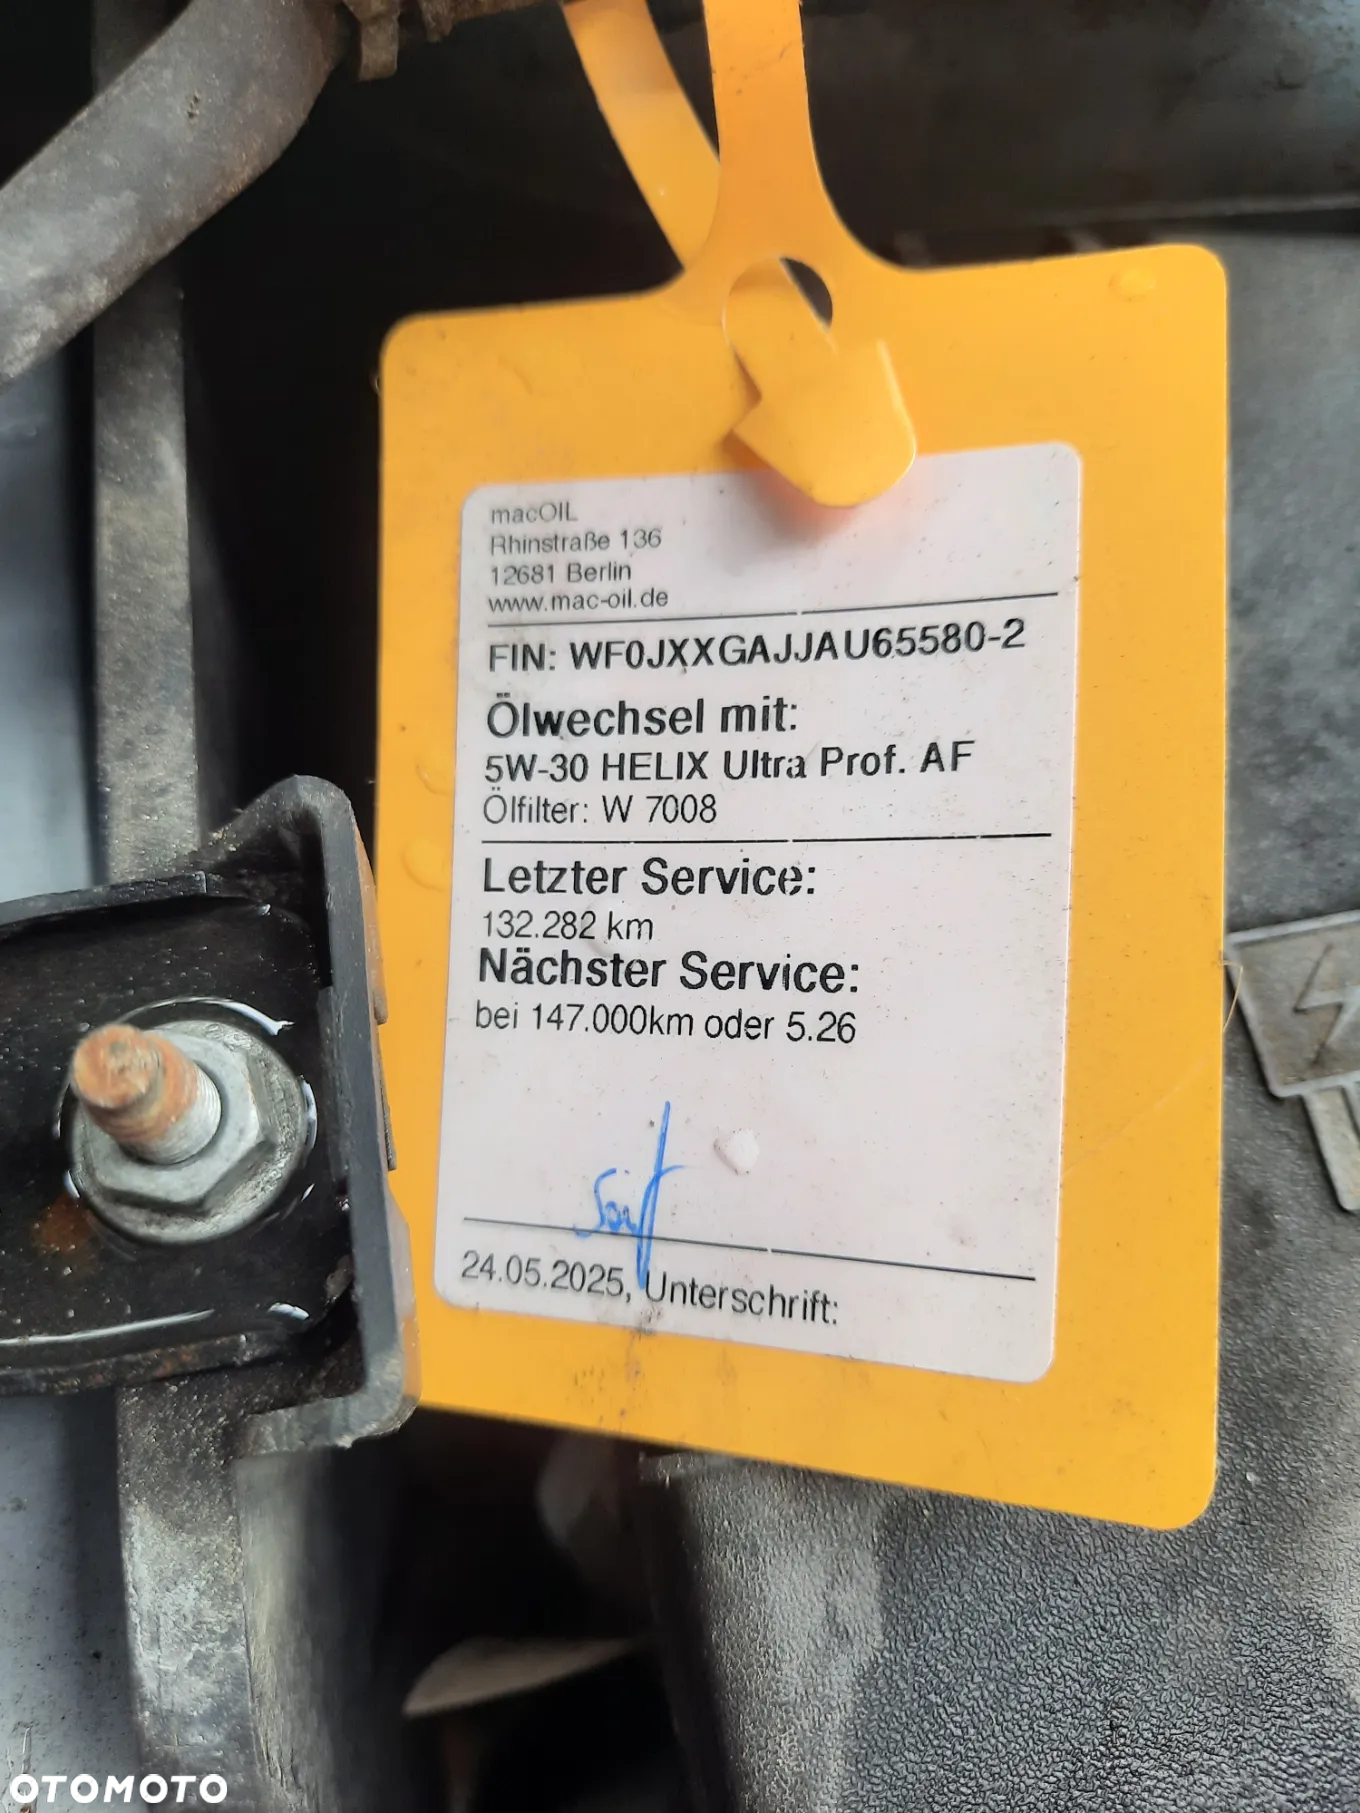 macOIL
Rhinstraße 136
12681 Berlin
www.mac-oil.de
FIN: WF0JXXGAJJAU65580-2
Ölwechsel mit:
5W-30 HELIX Ultra Prof. AF
Ölfilter: W 7008
Letzter Service:
132.282 km
Nächster Service:
bei 147.000km oder 5.26
24.05.2025, Unterschrift:
OTOMOTO